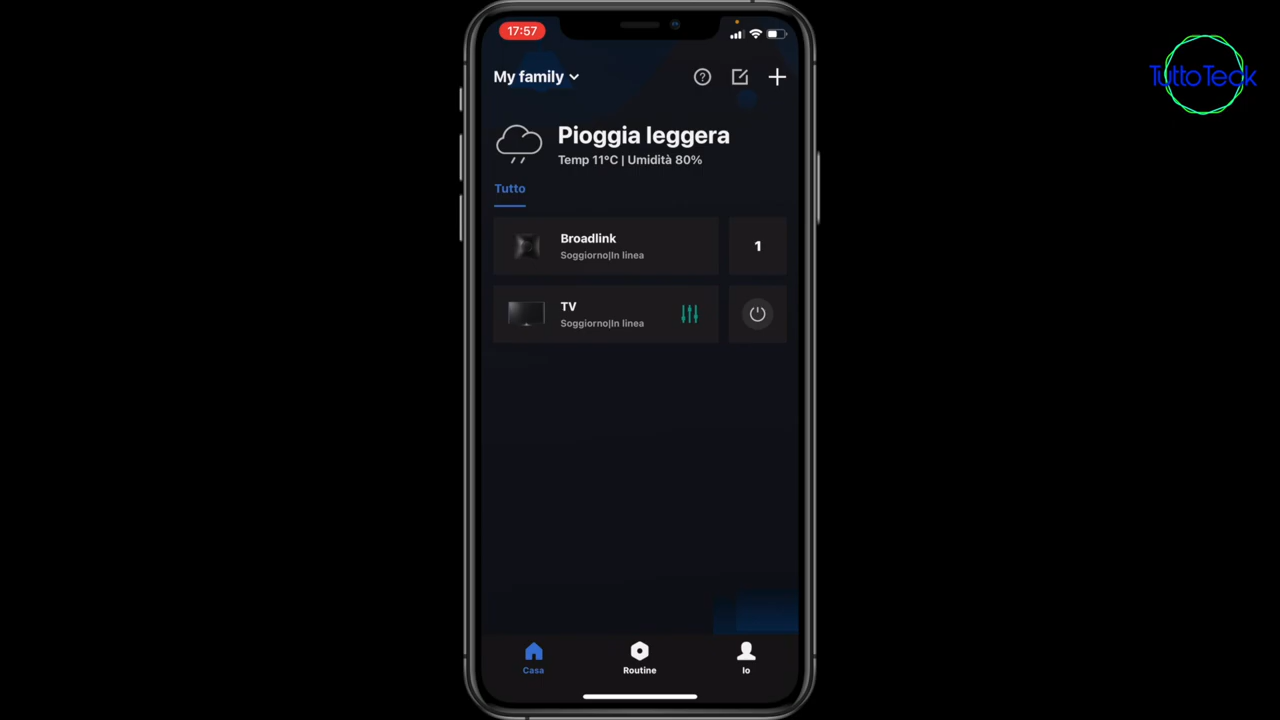 17:57
TuttoTeck
My family
Pioggia leggera
Temp 11°C | Umidità 80%
Tutto
Broadlink
Soggiorno|In linea
1
TV
Soggiorno|In linea
Casa
Routine
Io